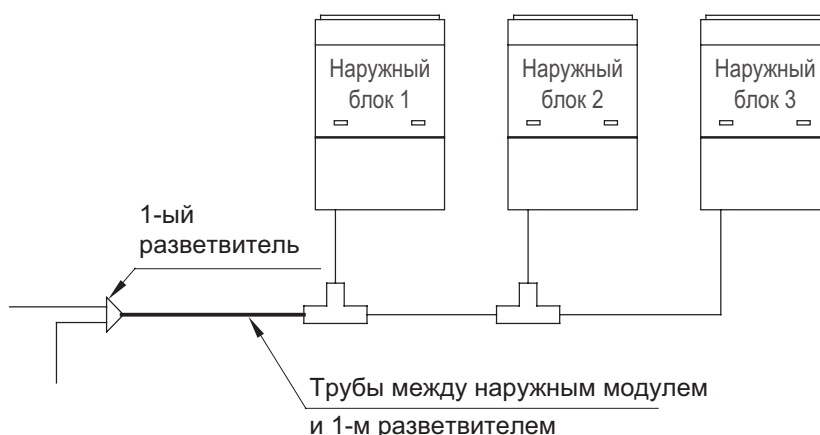 Наружный
блок 1
Наружный
блок 2
Наружный
блок 3
1-ый
разветвитель
Трубы между наружным модулем
и 1-м разветвителем